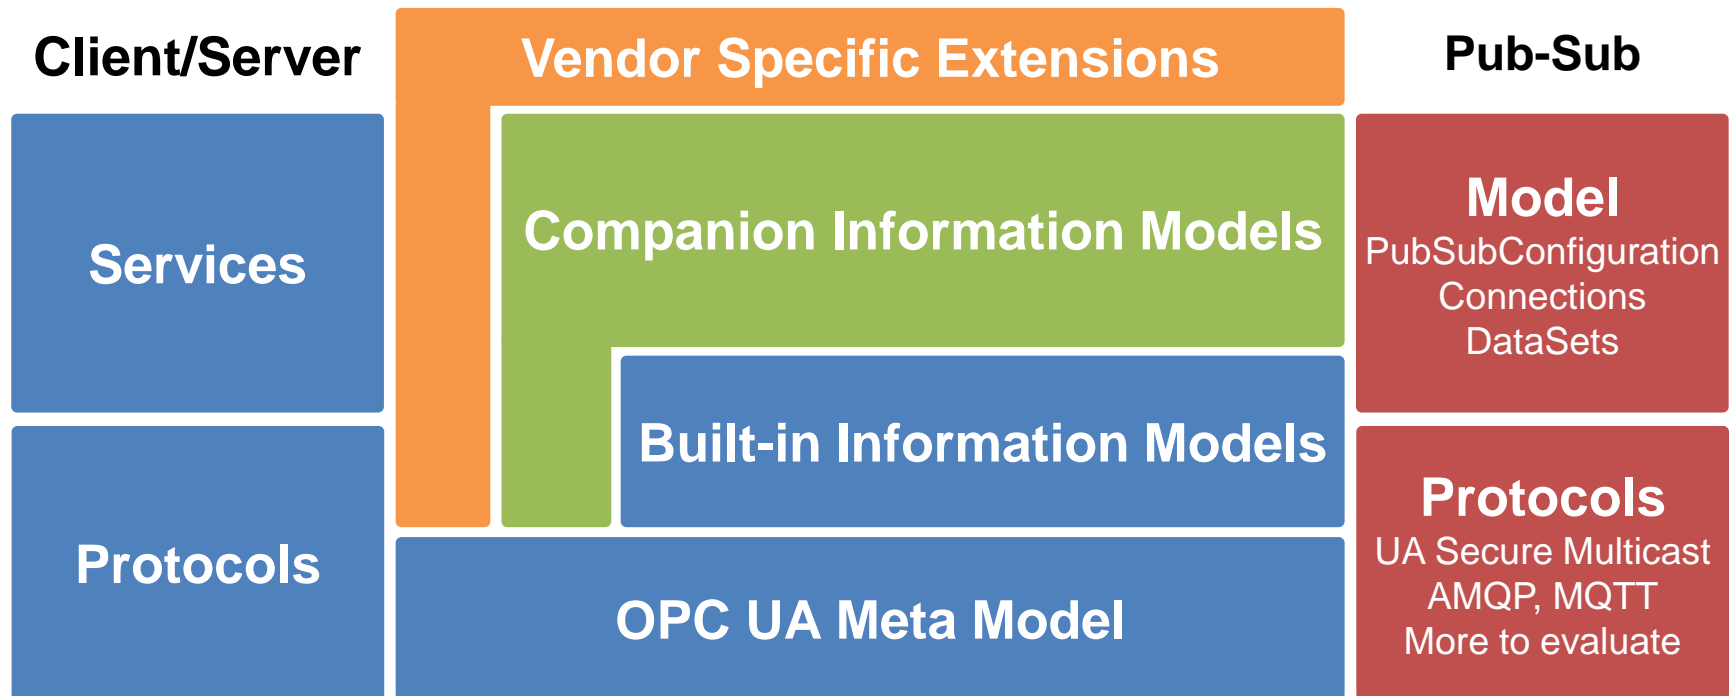 Client/Server
Services
Protocols
Vendor Specific Extensions
Companion Information Models
Built-in Information Models
OPC UA Meta Model
Pub-Sub
Model
PubSubConfiguration
Connections
DataSets
Protocols
UA Secure Multicast
AMQP, MQTT
More to evaluate